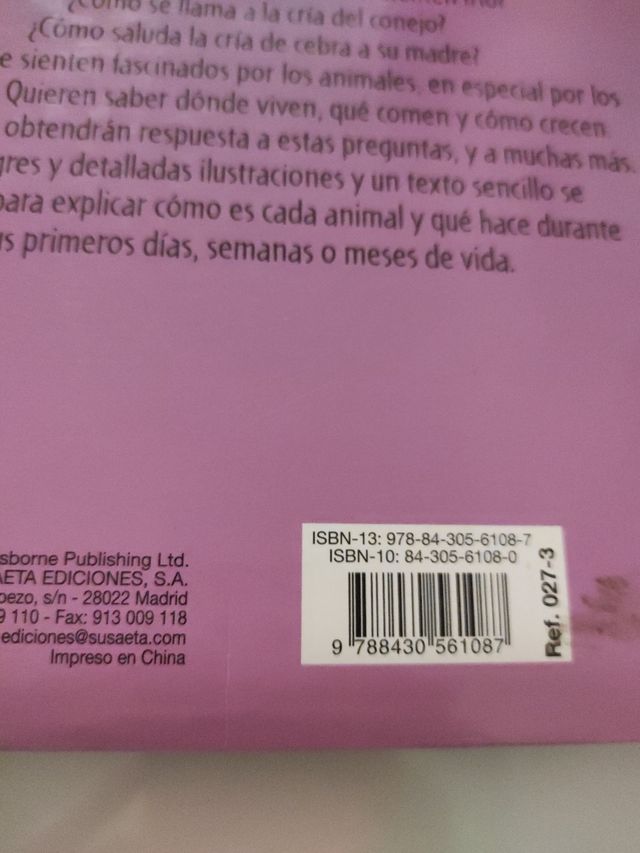 ¿Cómo se llama a la cría del conejo?
¿Cómo saluda la cría de cebra a su madre?
e sienten fascinados por los animales, en especial por los
Quieren saber dónde viven, qué comen y cómo crecen
obtendrán respuesta a estas preguntas, y a muchas más.
gres y detalladas ilustraciones y un texto sencillo se
para explicar cómo es cada animal y qué hace durante
us primeros días, semanas o meses de vida.
sborne Publishing Ltd.
AETA EDICIONES, S.A.
pezo, s/n - 28022 Madrid
9 110 - Fax: 913 009 118
ediciones@susaeta.com
Impreso en China
ISBN-13: 978-84-305-6108-7
ISBN-10: 84-305-6108-0
9 788430 561087
Ref. 027-3